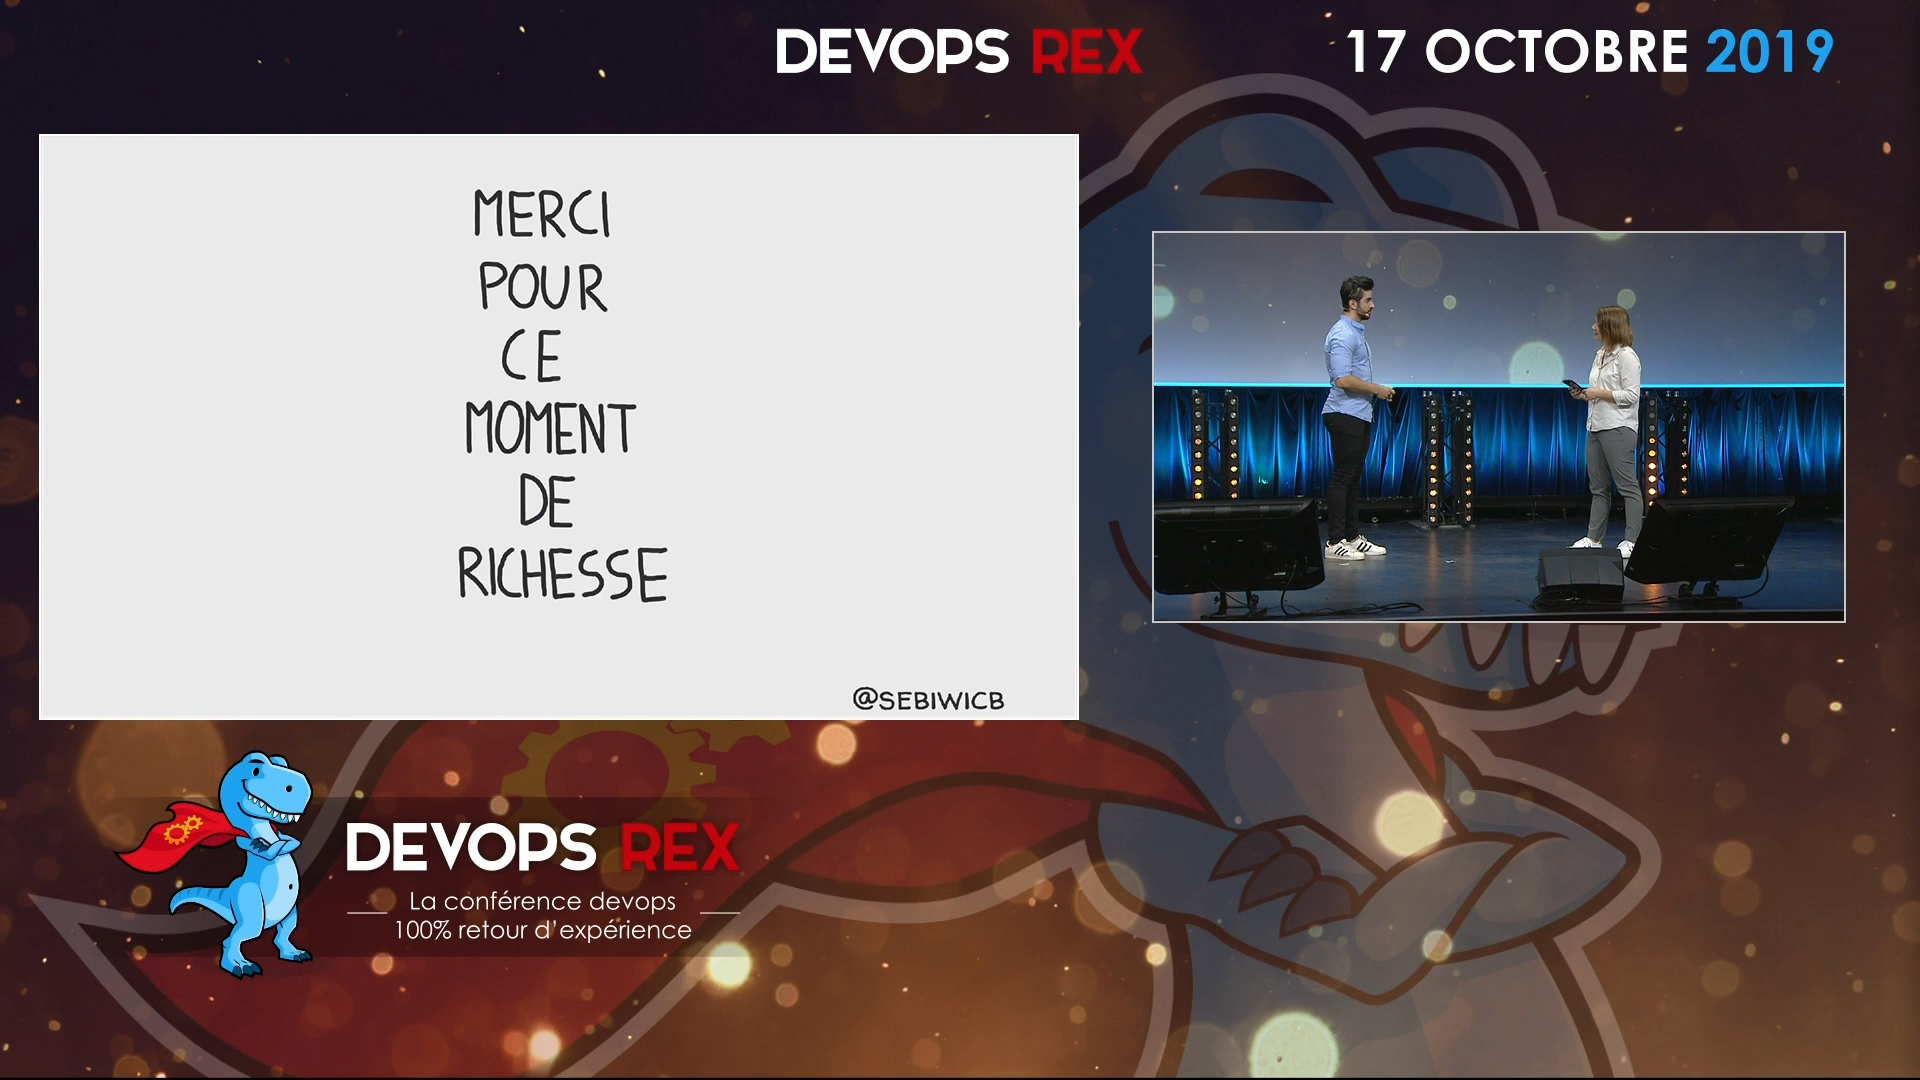 DEVOPS REX
17 OCTOBRE 2019
MERCI
POUR
CE
MOMENT
DE
RICHESSE
@SEBIWICB
DEVOPS REX
La conférence devops
100% retour d'expérience